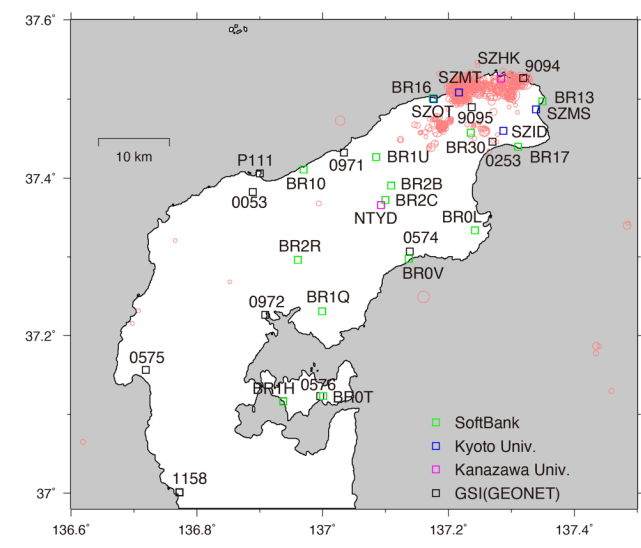 37.6°
SZHK
9094
SZMT
BR16
BR13
SZOT
SZMS
9095
SZID
10 km
BR30
0253
BR17
P111
0971
BR1U
37.4°
BR10
0053
BR2B
BR2C
NTYD
BR0L
0574
BR2R
BR0V
0972
BR1Q
37.2°
0575
BR1H
0576
BR0T
SoftBank
Kyoto Univ.
Kanazawa Univ.
1158
GSI(GEONET)
37°
136.6°
136.8°
137°
137.2°
137.4°